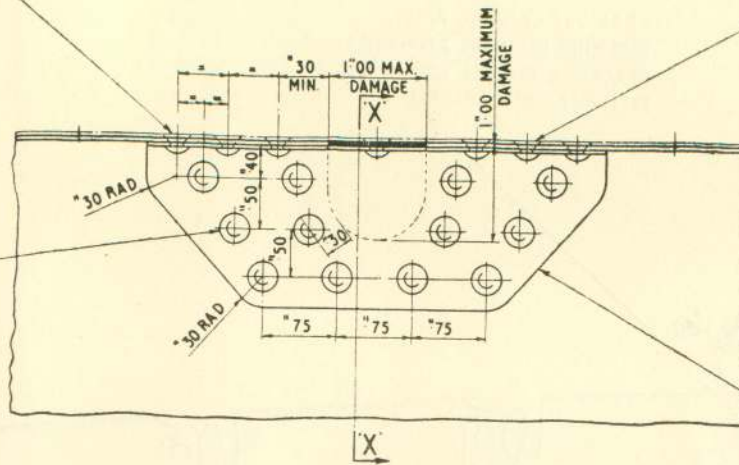 " " "30 1"00 MAX. 1"00 MAXIMUM
MIN. DAMAGE DAMAGE
" "
'X'
"30 RAD
"40
"50
"30
"50
"30 RAD
"75 "75 "75
'X'